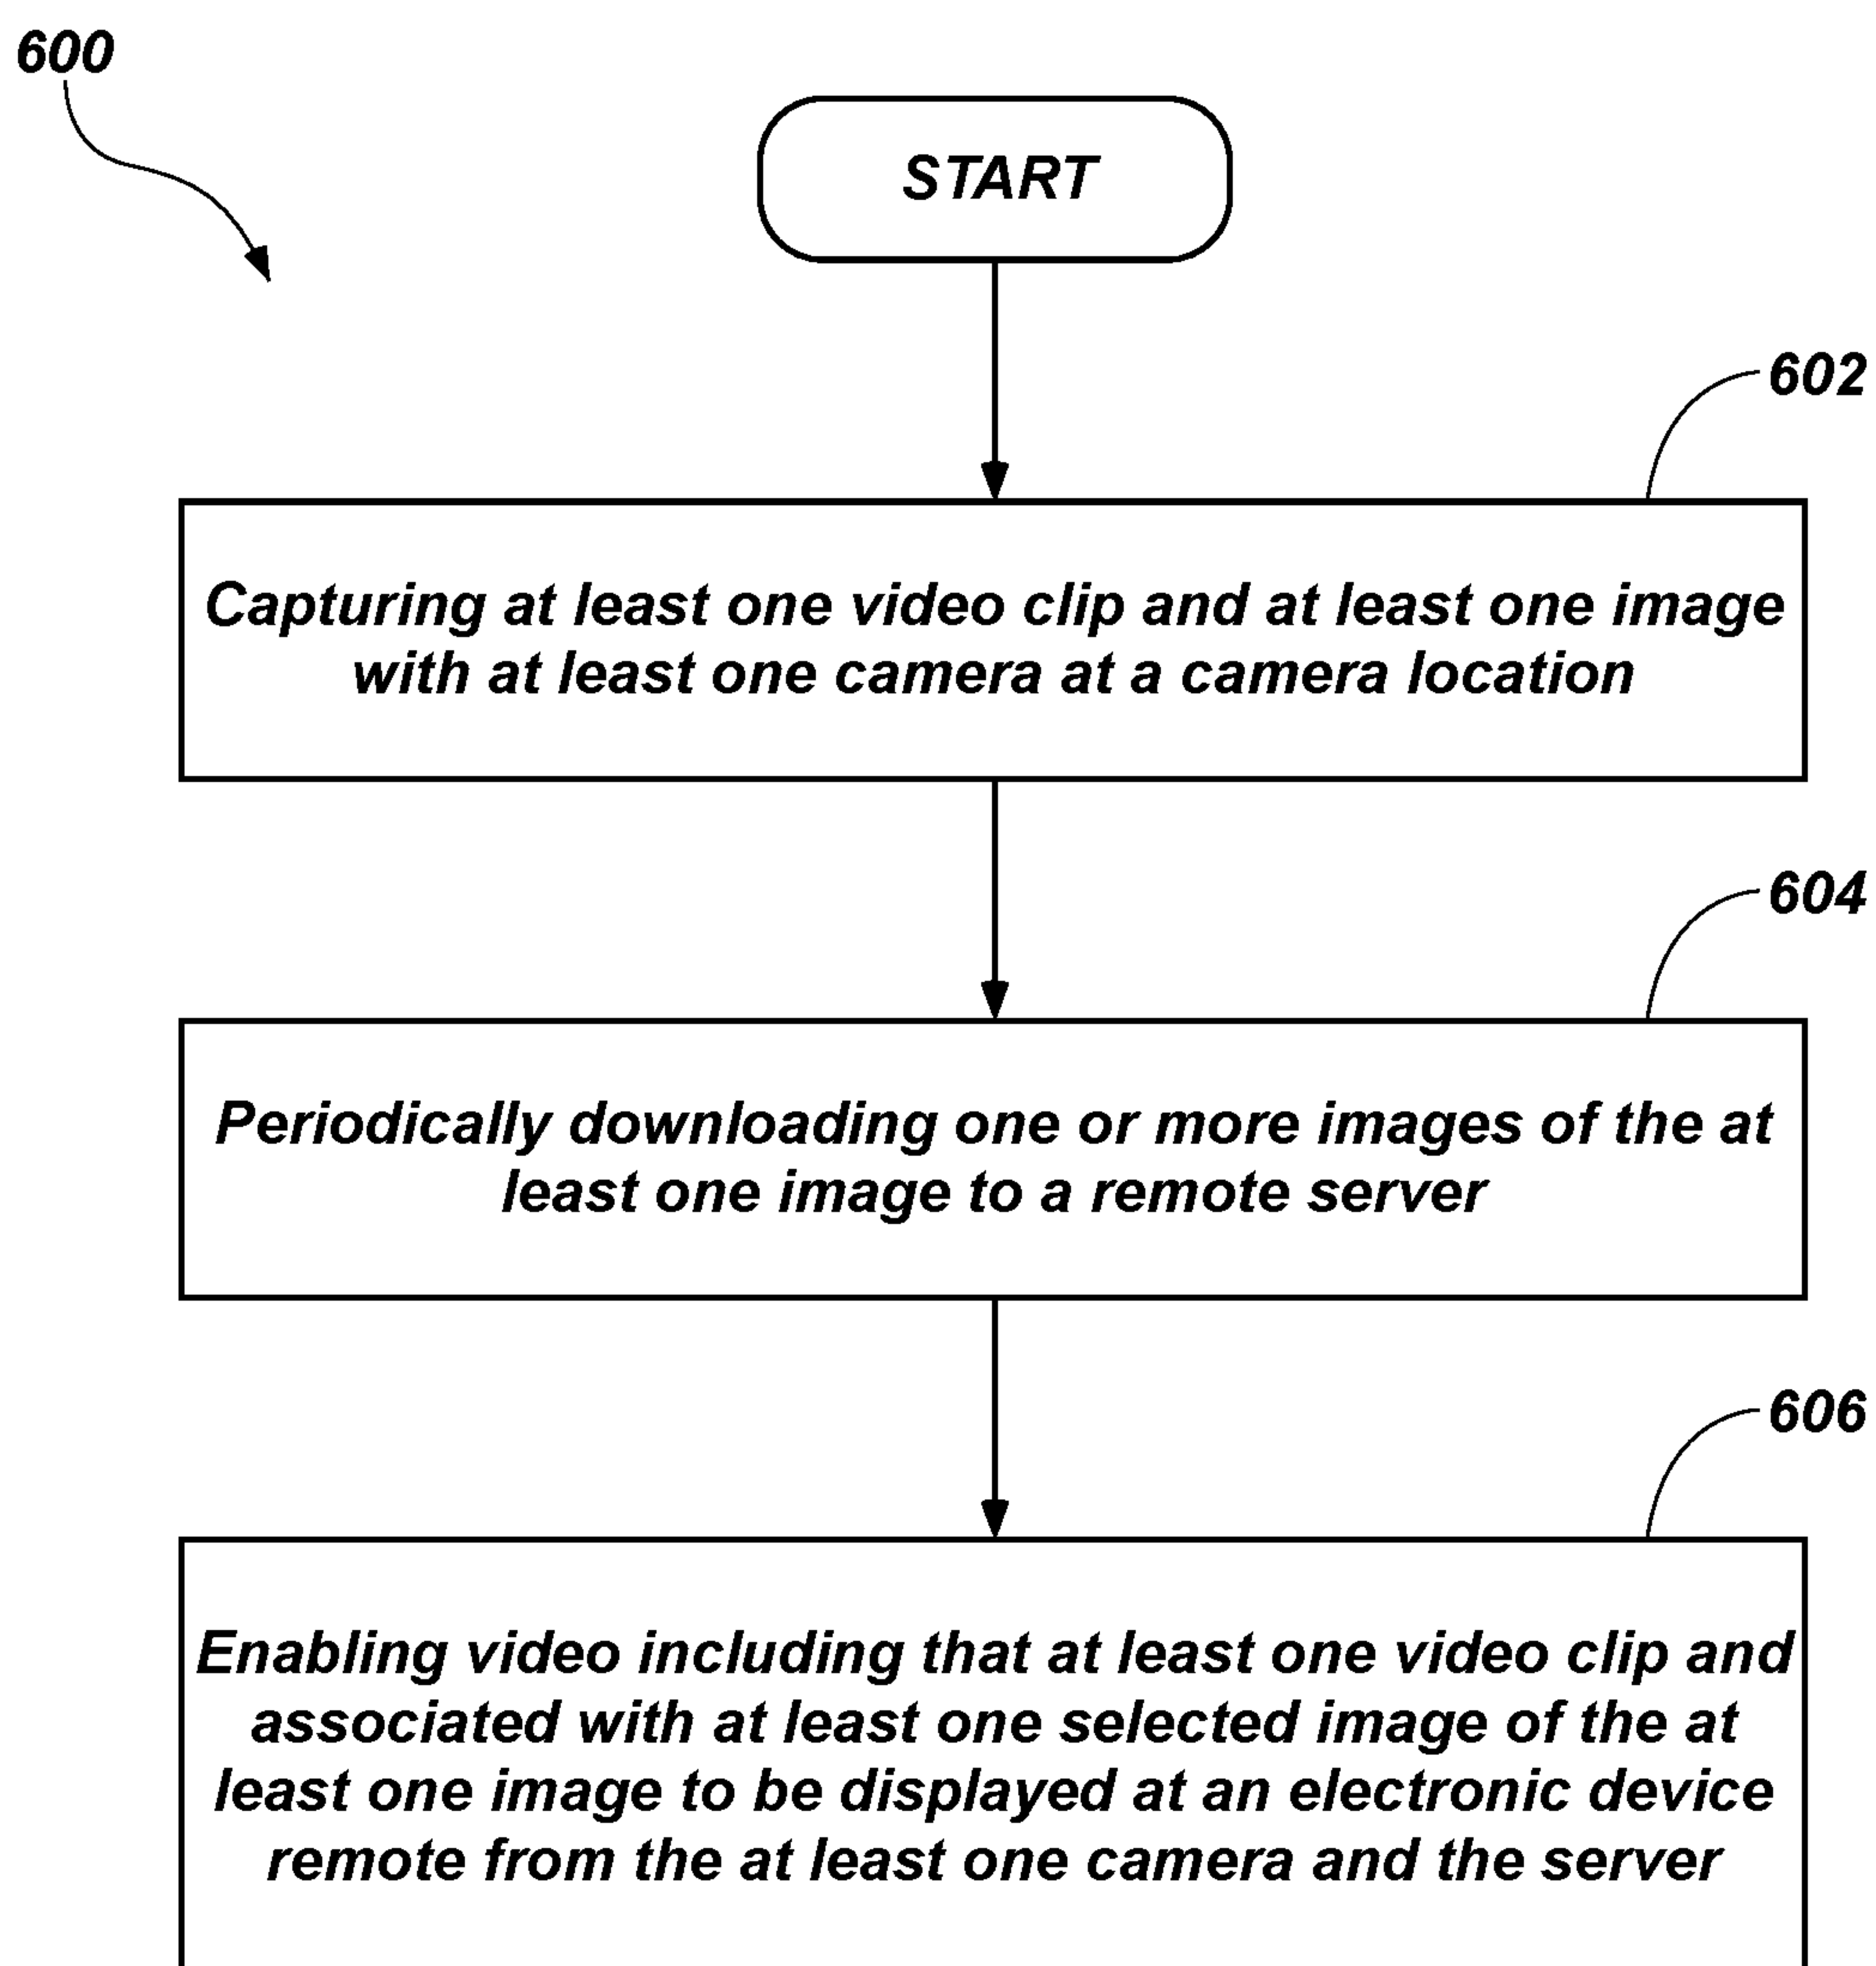 600
START
602
Capturing at least one video clip and at least one image
with at least one camera at a camera location
604
Periodically downloading one or more images of the at
least one image to a remote server
606
Enabling video including that at least one video clip and
associated with at least one selected image of the at
least one image to be displayed at an electronic device
remote from the at least one camera and the server